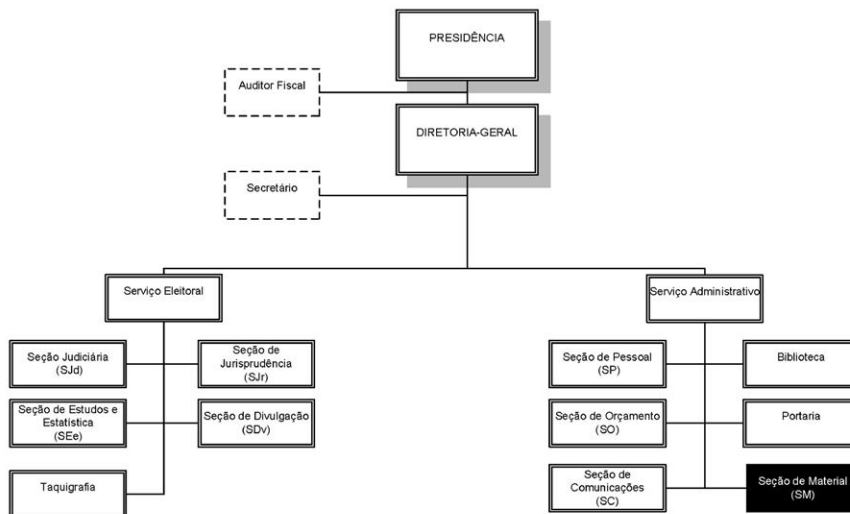 PRESIDÊNCIA
Auditor Fiscal
DIRETORIA-GERAL
Secretário
Serviço Eleitoral
Serviço Administrativo
Seção Judiciária
(SJd)
Seção de
Jurisprudência
(SJr)
Seção de Pessoal
(SP)
Biblioteca
Seção de Estudos e
Estatística
(SEe)
Seção de Divulgação
(SDv)
Seção de Orçamento
(SO)
Portaria
Taquigrafia
Seção de
Comunicações
(SC)
Seção de Material
(SM)